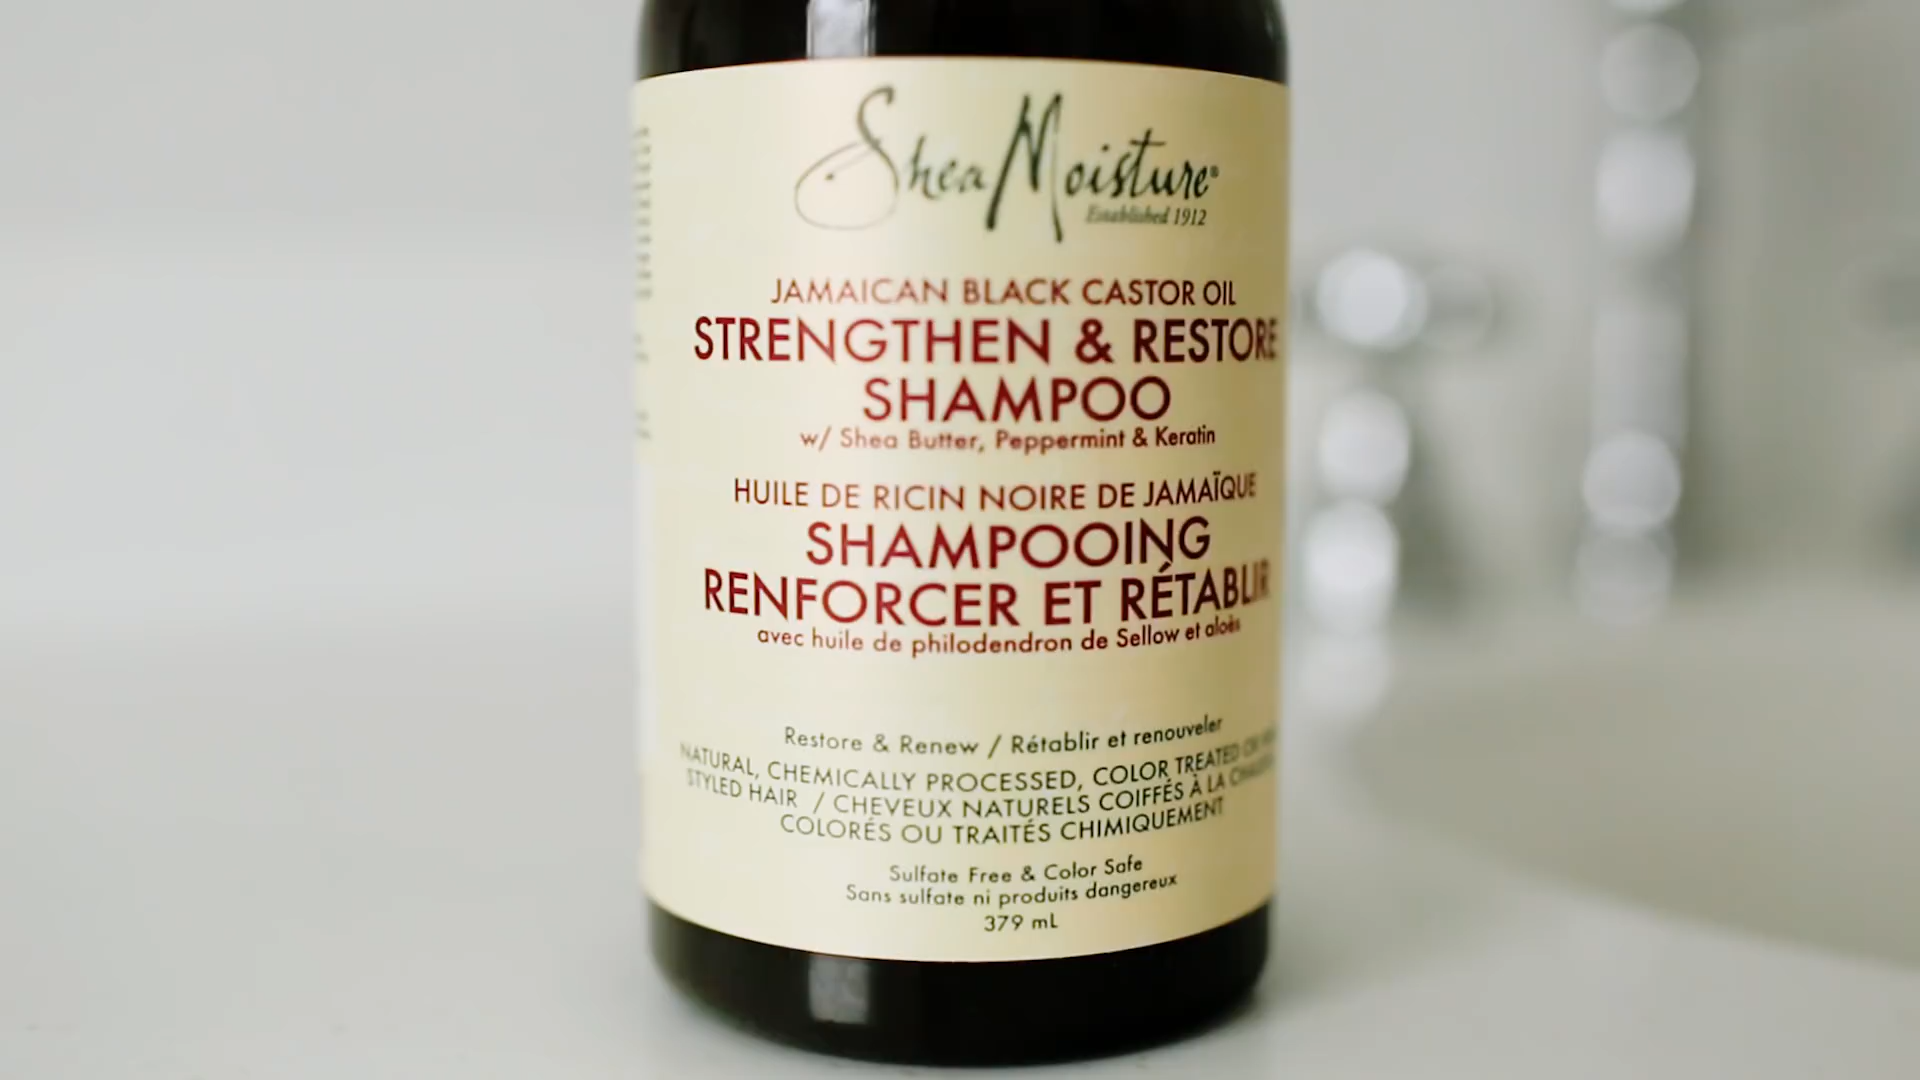 SheaMoisture®
Established 1912
JAMAICAN BLACK CASTOR OIL
STRENGTHEN & RESTORE
SHAMPOO
w/ Shea Butter, Peppermint & Keratin
HUILE DE RICIN NOIRE DE JAMAÏQUE
SHAMPOOING
RENFORCER ET RÉTABLIR
avec huile de philodendron de Sellow et aloès
Restore & Renew / Rétablir et renouveler
NATURAL, CHEMICALLY PROCESSED, COLOR TREATED OR
STYLED HAIR / CHEVEUX NATURELS COIFFÉS À LA
COLORÉS OU TRAITÉS CHIMIQUEMENT
Sulfate Free & Color Safe
Sans sulfate ni produits dangereux
379 mL